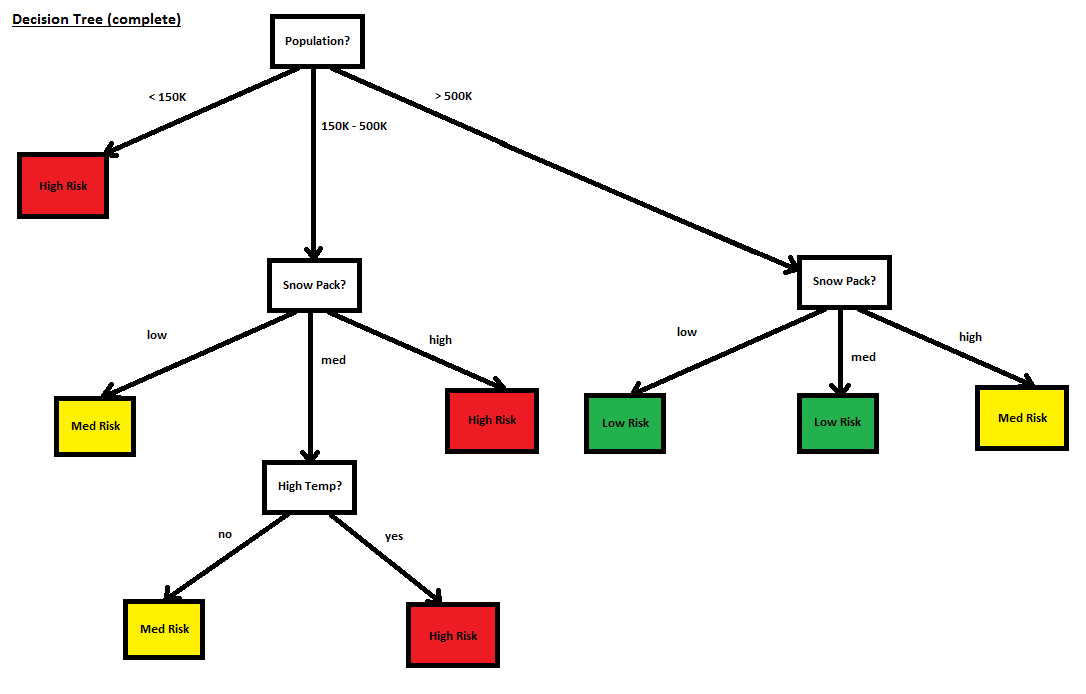 Decision Tree (complete)
Population?
< 150K
> 500K
150K - 500K
High Risk
Snow Pack?
Snow Pack?
low
med
high
low
med
high
Med Risk
High Risk
Low Risk
Low Risk
Med Risk
High Temp?
no
yes
Med Risk
High Risk